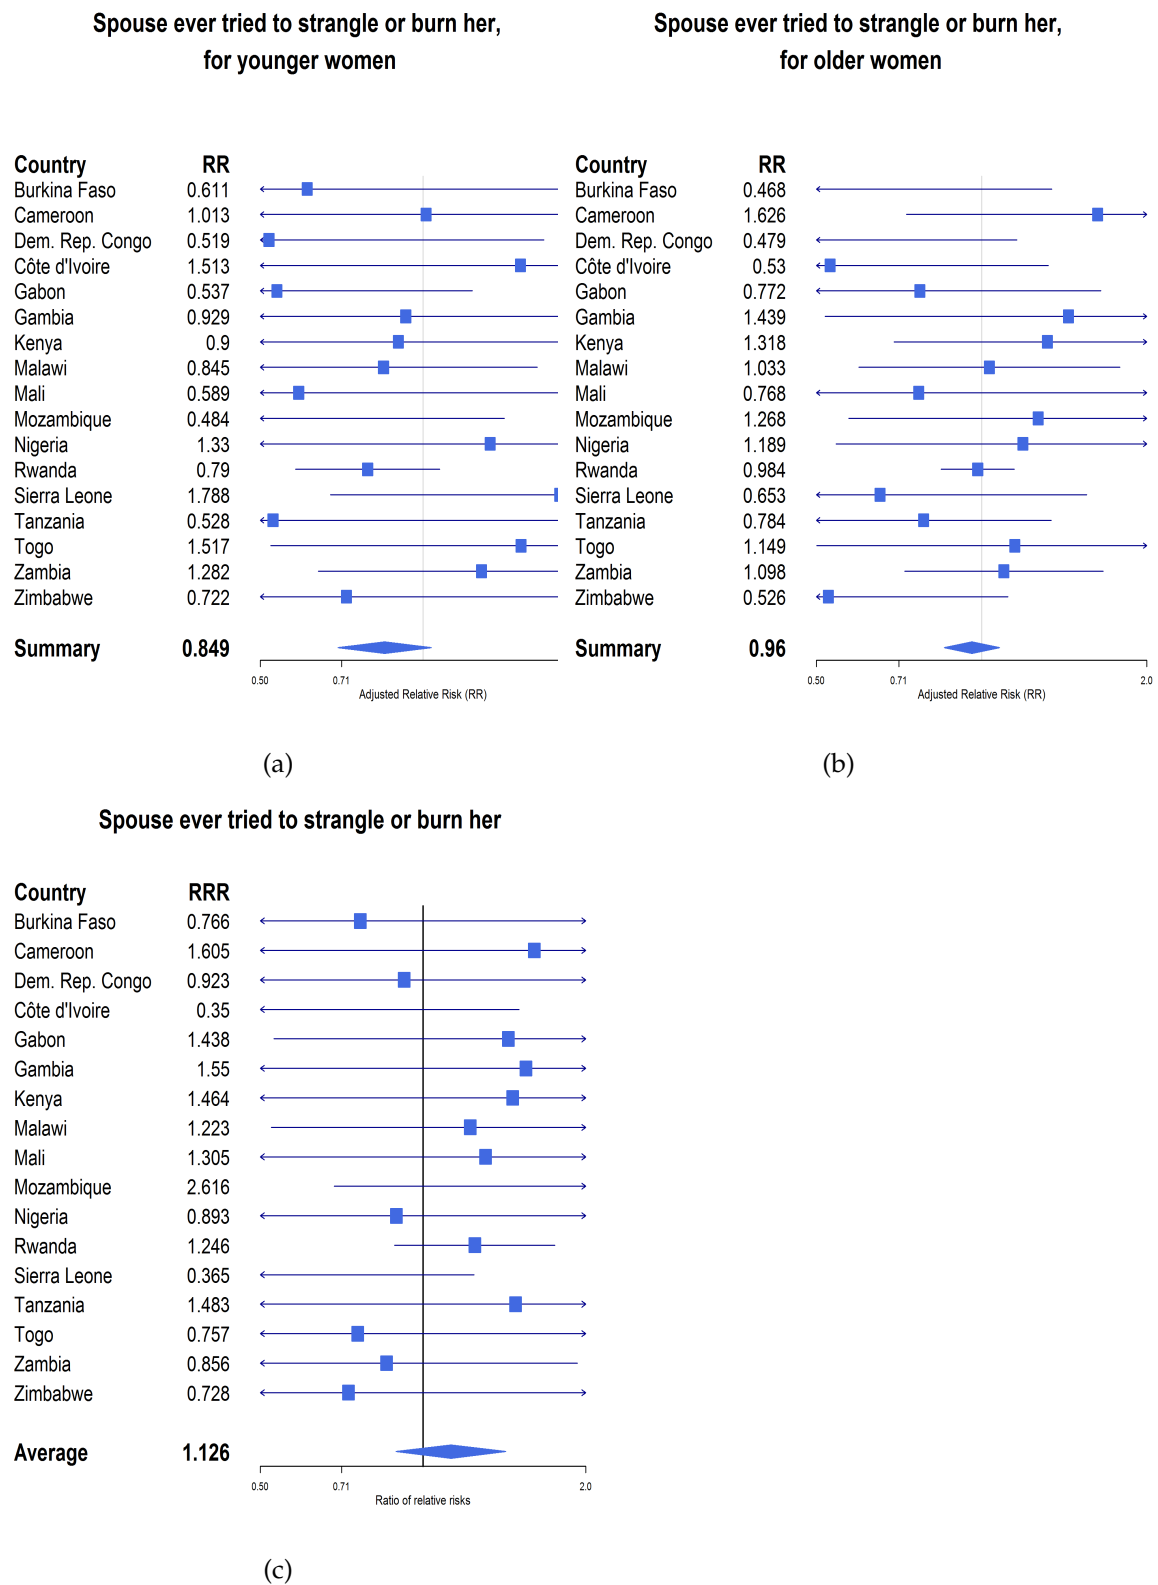 Spouse ever tried to strangle or burn her,
for younger women
Country RR
Burkina Faso 0.611
Cameroon 1.013
Dem. Rep. Congo 0.519
Côte d'Ivoire 1.513
Gabon 0.537
Gambia 0.929
Kenya 0.9
Malawi 0.845
Mali 0.589
Mozambique 0.484
Nigeria 1.33
Rwanda 0.79
Sierra Leone 1.788
Tanzania 0.528
Togo 1.517
Zambia 1.282
Zimbabwe 0.722
Summary 0.849
0.50 0.71
Adjusted Relative Risk (RR)
(a)
Spouse ever tried to strangle or burn her,
for older women
Country RR
Burkina Faso 0.468
Cameroon 1.626
Dem. Rep. Congo 0.479
Côte d'Ivoire 0.53
Gabon 0.772
Gambia 1.439
Kenya 1.318
Malawi 1.033
Mali 0.768
Mozambique 1.268
Nigeria 1.189
Rwanda 0.984
Sierra Leone 0.653
Tanzania 0.784
Togo 1.149
Zambia 1.098
Zimbabwe 0.526
Summary 0.96
0.50 0.71 2.0
Adjusted Relative Risk (RR)
(b)
Spouse ever tried to strangle or burn her
Country RRR
Burkina Faso 0.766
Cameroon 1.605
Dem. Rep. Congo 0.923
Côte d'Ivoire 0.35
Gabon 1.438
Gambia 1.55
Kenya 1.464
Malawi 1.223
Mali 1.305
Mozambique 2.616
Nigeria 0.893
Rwanda 1.246
Sierra Leone 0.365
Tanzania 1.483
Togo 0.757
Zambia 0.856
Zimbabwe 0.728
Average 1.126
0.50 0.71 2.0
Ratio of relative risks
(c)